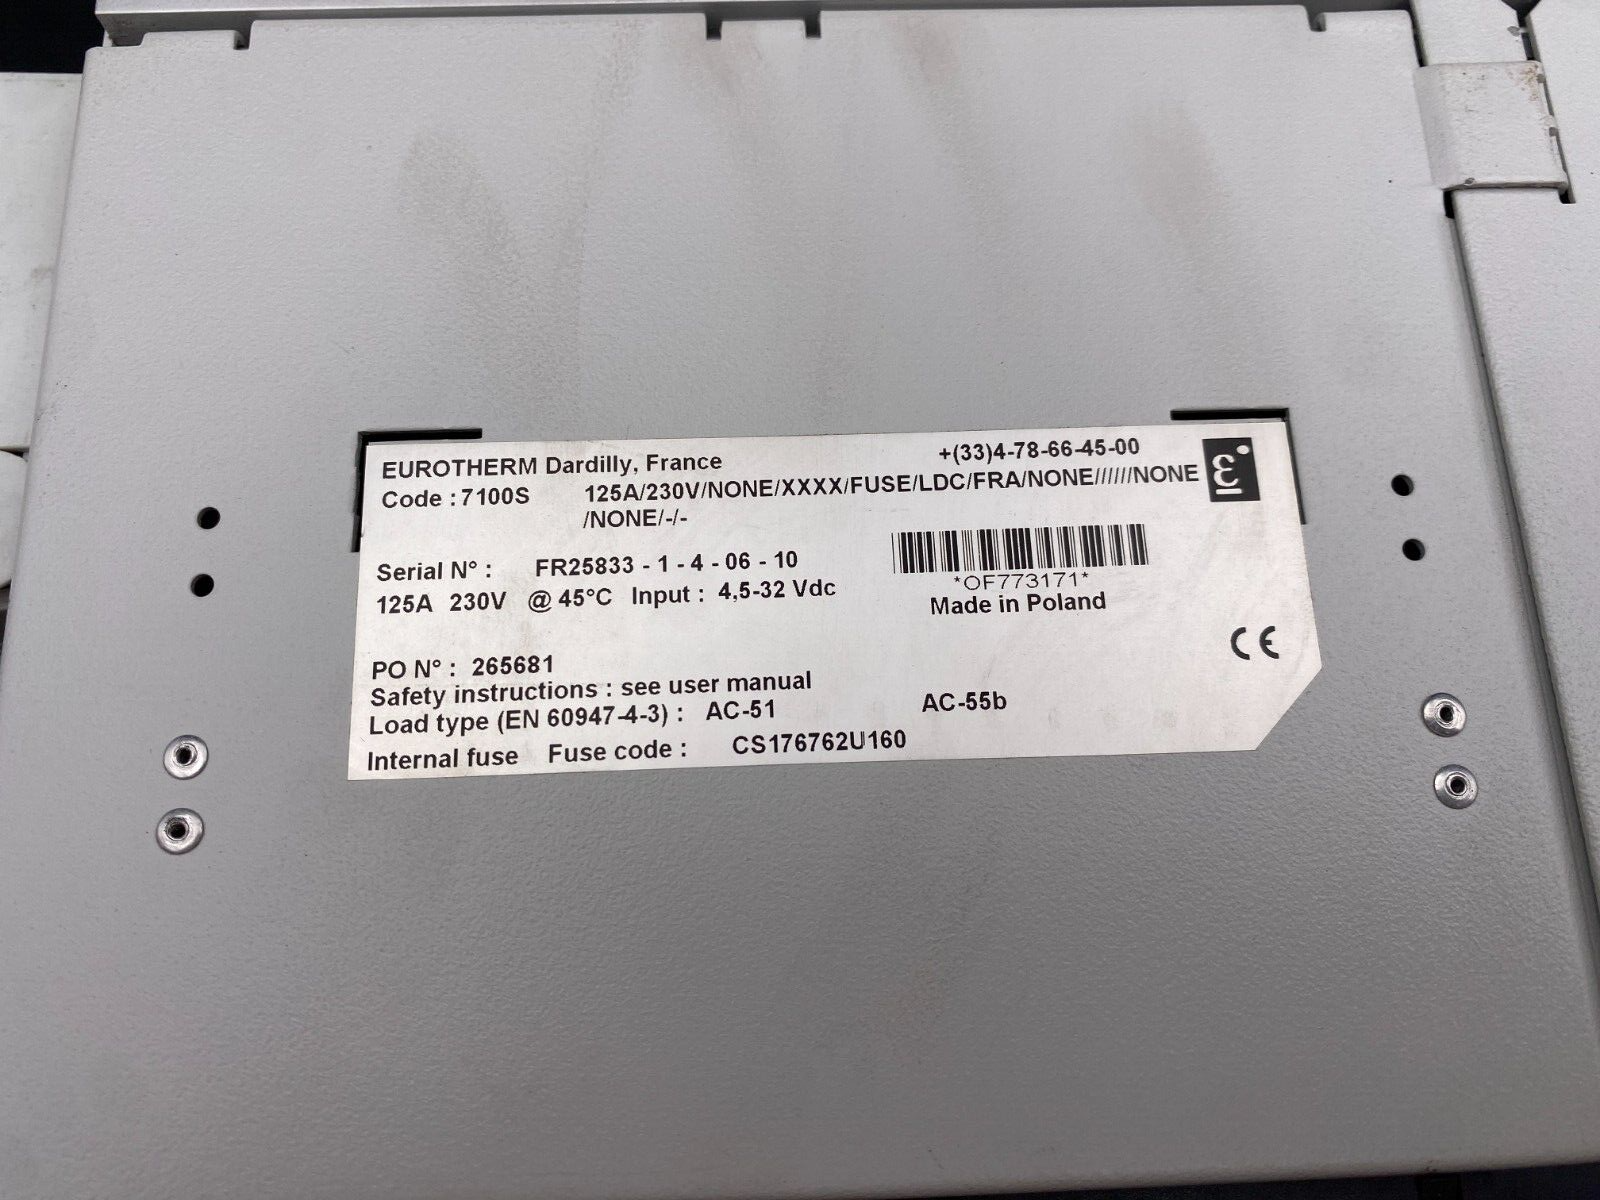 EUROTHERM Dardilly, France +(33)4-78-66-45-00
Code : 7100S 125A/230V/NONE/XXXX/FUSE/LDC/FRA/NONE//////NONE
/NONE/-/-
Serial N° : FR25833 - 1 - 4 - 06 - 10
*OF773171*
125A 230V @ 45°C Input : 4,5-32 Vdc
Made in Poland
CE
PO N° : 265681
Safety instructions : see user manual
Load type (EN 60947-4-3) : AC-51 AC-55b
Internal fuse Fuse code : CS176762U160